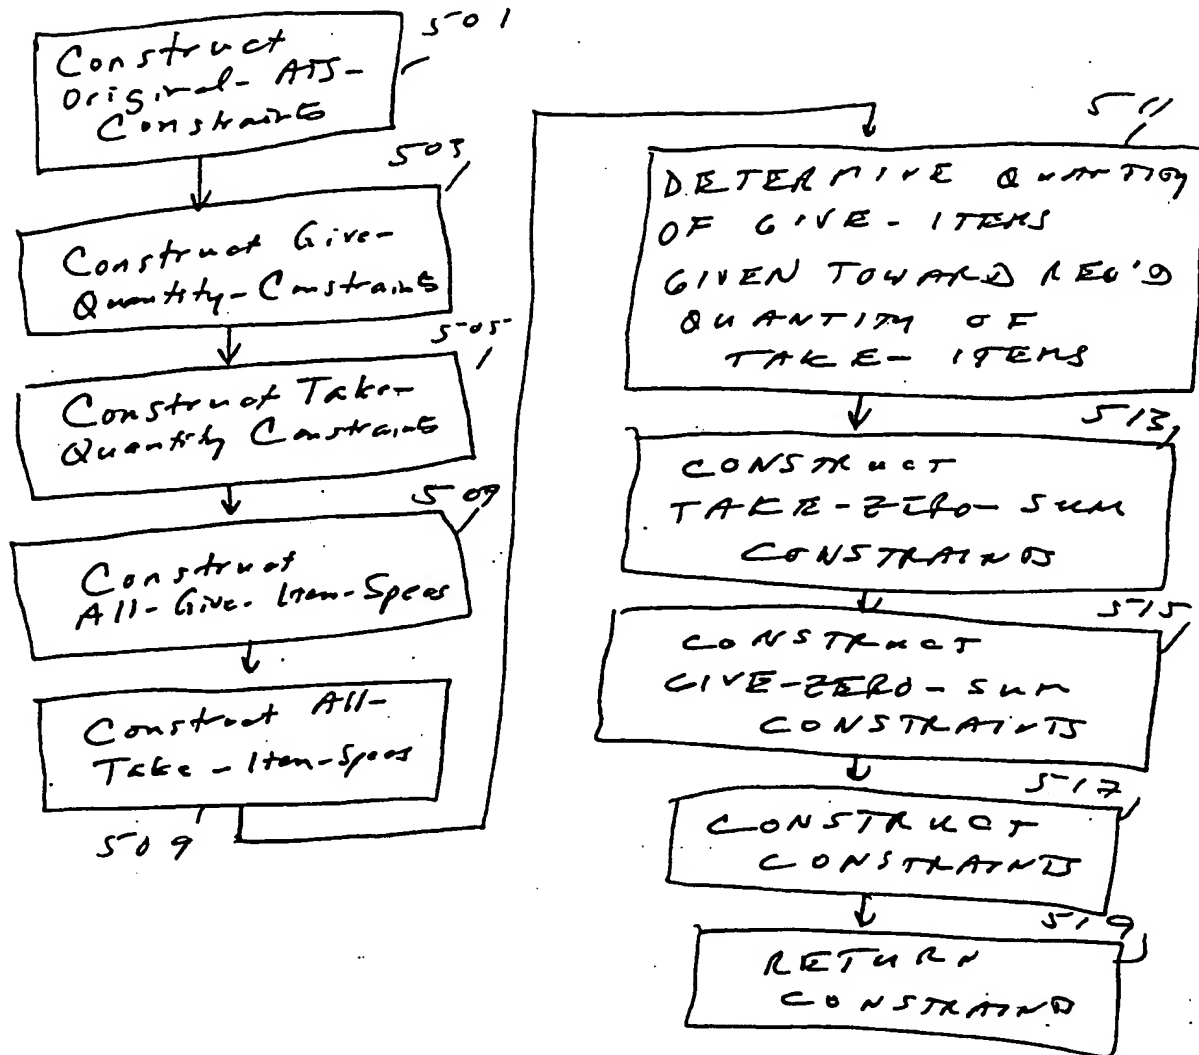 501
Construct
Original-ATS-
Constraints
503
Construct Give-
Quantity-Constraints
505
Construct Take-
Quantity Constraints
507
Construct
All-Give-Item-Specs
Construct All-
Take-Item-Specs
509
511
DETERMINE QUANTITY
OF GIVE-ITEMS
GIVEN TOWARD REQ'D
QUANTITY OF
TAKE-ITEMS
513
CONSTRUCT
TAKE-ZERO-SUM
CONSTRAINTS
515
CONSTRUCT
GIVE-ZERO-SUM
CONSTRAINTS
517
CONSTRUCT
CONSTRAINTS
519
RETURN
CONSTRAINTS